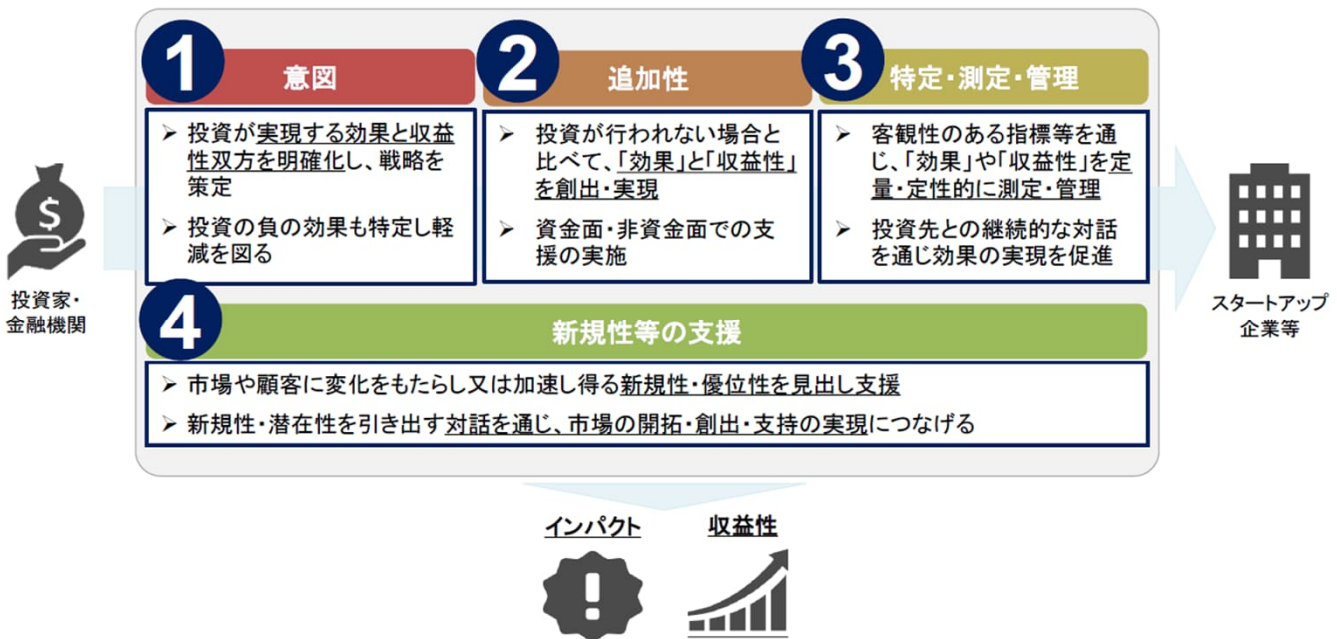 1
意図
➢ 投資が実現する効果と収益
性双方を明確化し、戦略を
策定
➢ 投資の負の効果も特定し軽
減を図る
2
追加性
➢ 投資が行われない場合と
比べて、「効果」と「収益性」
を創出・実現
➢ 資金面・非資金面での支
援の実施
3
特定・測定・管理
➢ 客観性のある指標等を通
じ、「効果」や「収益性」を定
量・定性的に測定・管理
➢ 投資先との継続的な対話
を通じ効果の実現を促進
$
投資家・
金融機関
スタートアップ
企業等
4
新規性等の支援
➢ 市場や顧客に変化をもたらし又は加速し得る新規性・優位性を見出し支援
➢ 新規性・潜在性を引き出す対話を通じ、市場の開拓・創出・支持の実現につなげる
インパクト
収益性
!